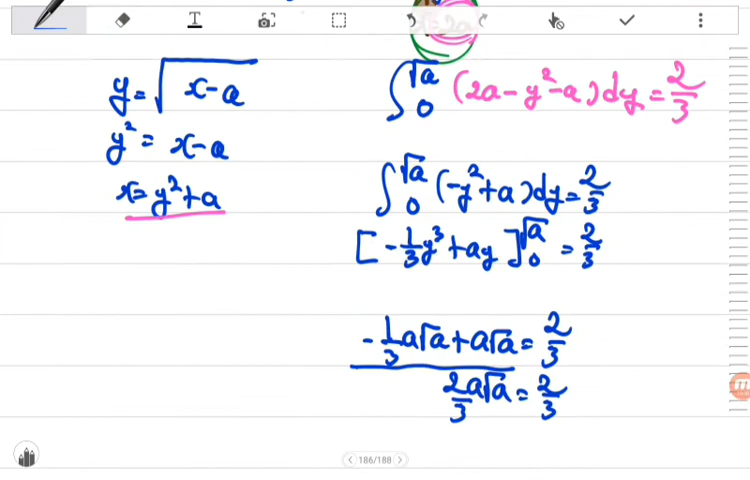 y = √x-a
y² = x-a
x = y²+a
∫₀^√a (2a-y²-a)dy = 2/3
∫₀^√a (-y²+a)dy = 2/3
[-1/3 y³ + ay]₀^√a = 2/3
-1/3 a√a + a√a = 2/3
2/3 a√a = 2/3
186/188